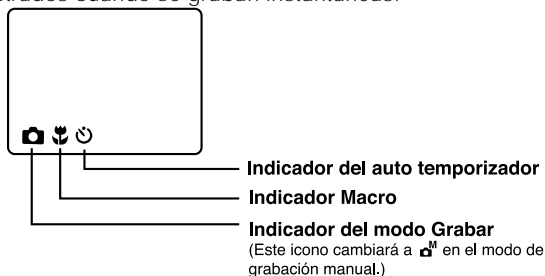 Indicador del auto temporizador
Indicador Macro
Indicador del modo Grabar
(Este icono cambiará a M en el modo de
grabación manual.)